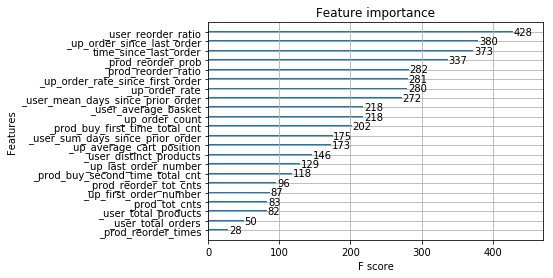 Feature importance
user_reorder_ratio 428
_up_order_since_last_order 380
time_since_last_order 373
prod_reorder_prob 337
_prod_reorder_ratio 282
_up_order_rate_since_first_order 281
_up_order_rate 280
_user_mean_days_since_prior_order 272
_user_average_basket 218
_up_order_count 218
_prod_buy_first_time_total_cnt 202
_user_sum_days_since_prior_order 175
_up_average_cart_position 173
_user_distinct_products 146
_up_last_order_number 129
_prod_buy_second_time_total_cnt 118
_prod_reorder_tot_cnts 96
_up_first_order_number 87
_prod_tot_cnts 83
_user_total_products 82
_user_total_orders 50
_prod_reorder_times 28
Features
0 100 200 300 400
F score